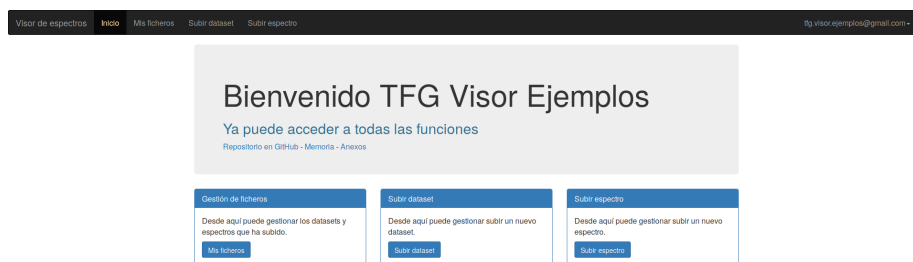 Visor de espectros Inicio Mis ficheros Subir dataset Subir espectro tfg.visor.ejemplos@gmail.com
Bienvenido TFG Visor Ejemplos
Ya puede acceder a todas las funciones
Repositorio en GitHub - Memoria - Anexos
Gestión de ficheros
Desde aquí puede gestionar los datasets y
espectros que ha subido.
Mis ficheros
Subir dataset
Desde aquí puede gestionar subir un nuevo
dataset.
Subir dataset
Subir espectro
Desde aquí puede gestionar subir un nuevo
espectro.
Subir espectro